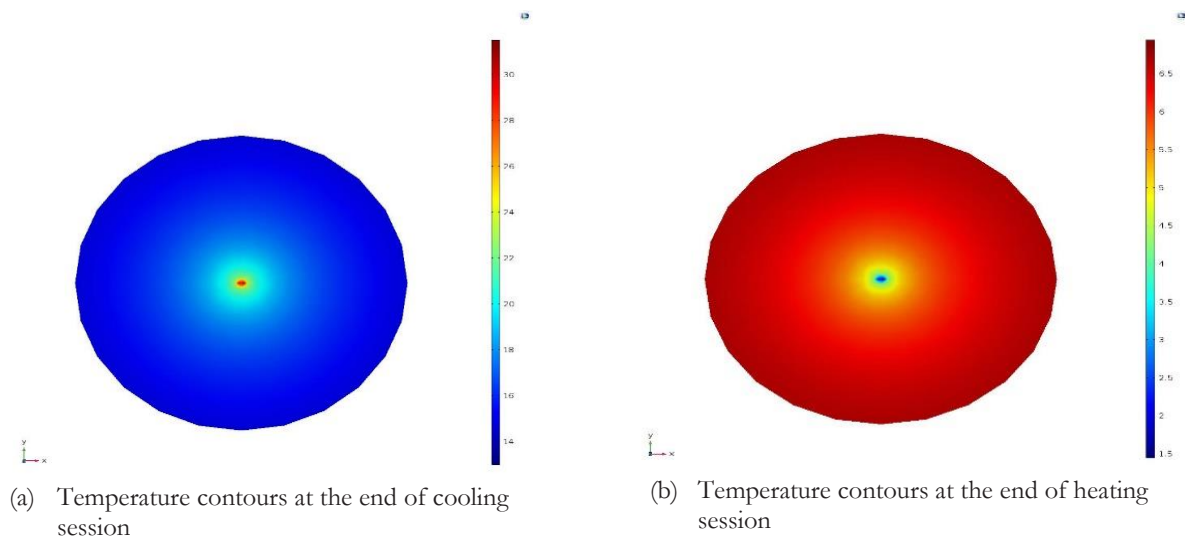 30
28
26
24
22
20
18
16
14
y
x
(a) Temperature contours at the end of cooling
session
6.5
6
5.5
5
4.5
4
3.5
3
2.5
2
1.5
y
x
(b) Temperature contours at the end of heating
session